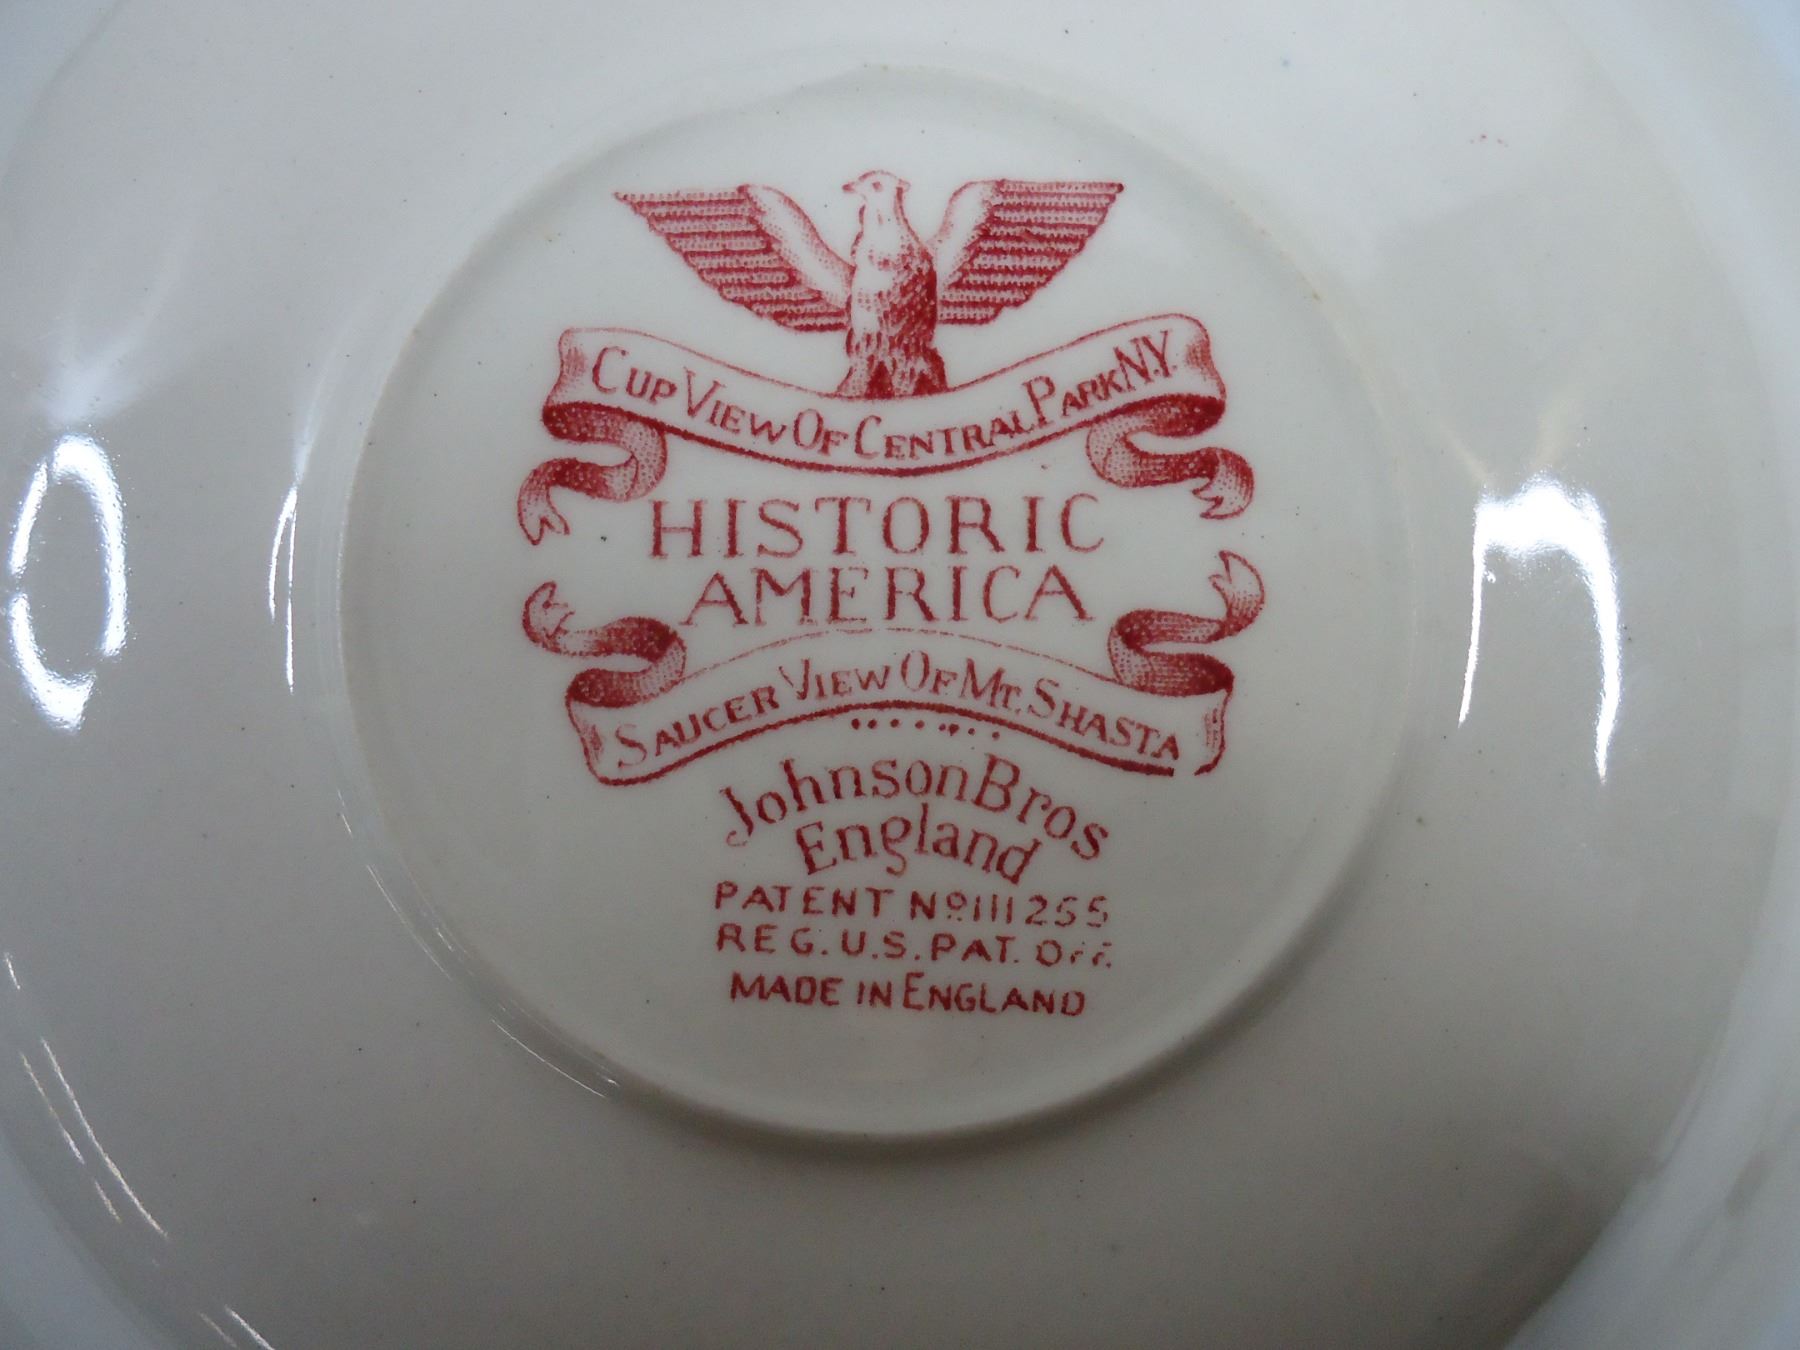 Cup View Of Central Park N.Y.
HISTORIC
AMERICA
Saucer View Of Mt. Shasta
Johnson Bros
England
PATENT No 111255
REG. U.S. PAT. OFF.
MADE IN ENGLAND